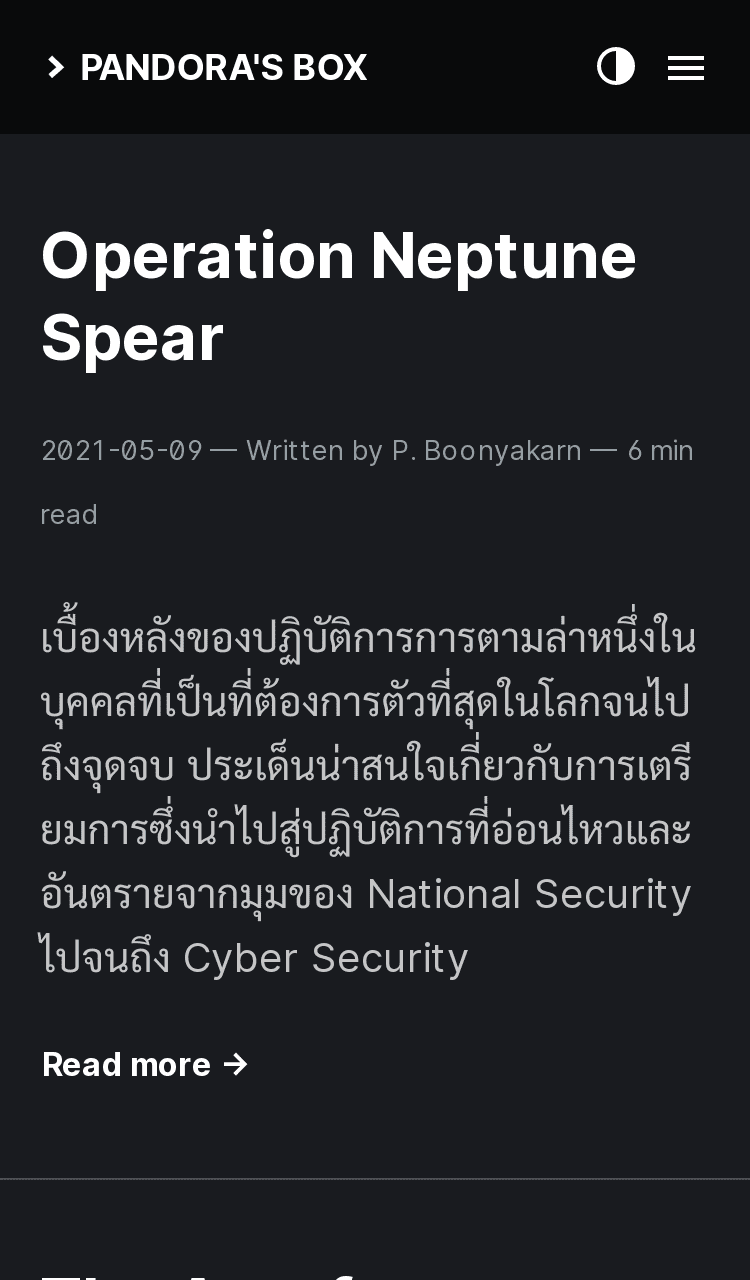 PANDORA'S BOX
Operation Neptune
Spear
2021-05-09 — Written by P. Boonyakarn — 6 min
read
เบื้องหลังของปฏิบัติการการตามล่าหนึ่งใน
บุคคลที่เป็นที่ต้องการตัวที่สุดในโลกจนไป
ถึงจุดจบ ประเด็นน่าสนใจเกี่ยวกับการเตรี
ยมการซึ่งนำไปสู่ปฏิบัติการที่อ่อนไหวและ
อันตรายจากมุมของ National Security
ไปจนถึง Cyber Security
Read more →